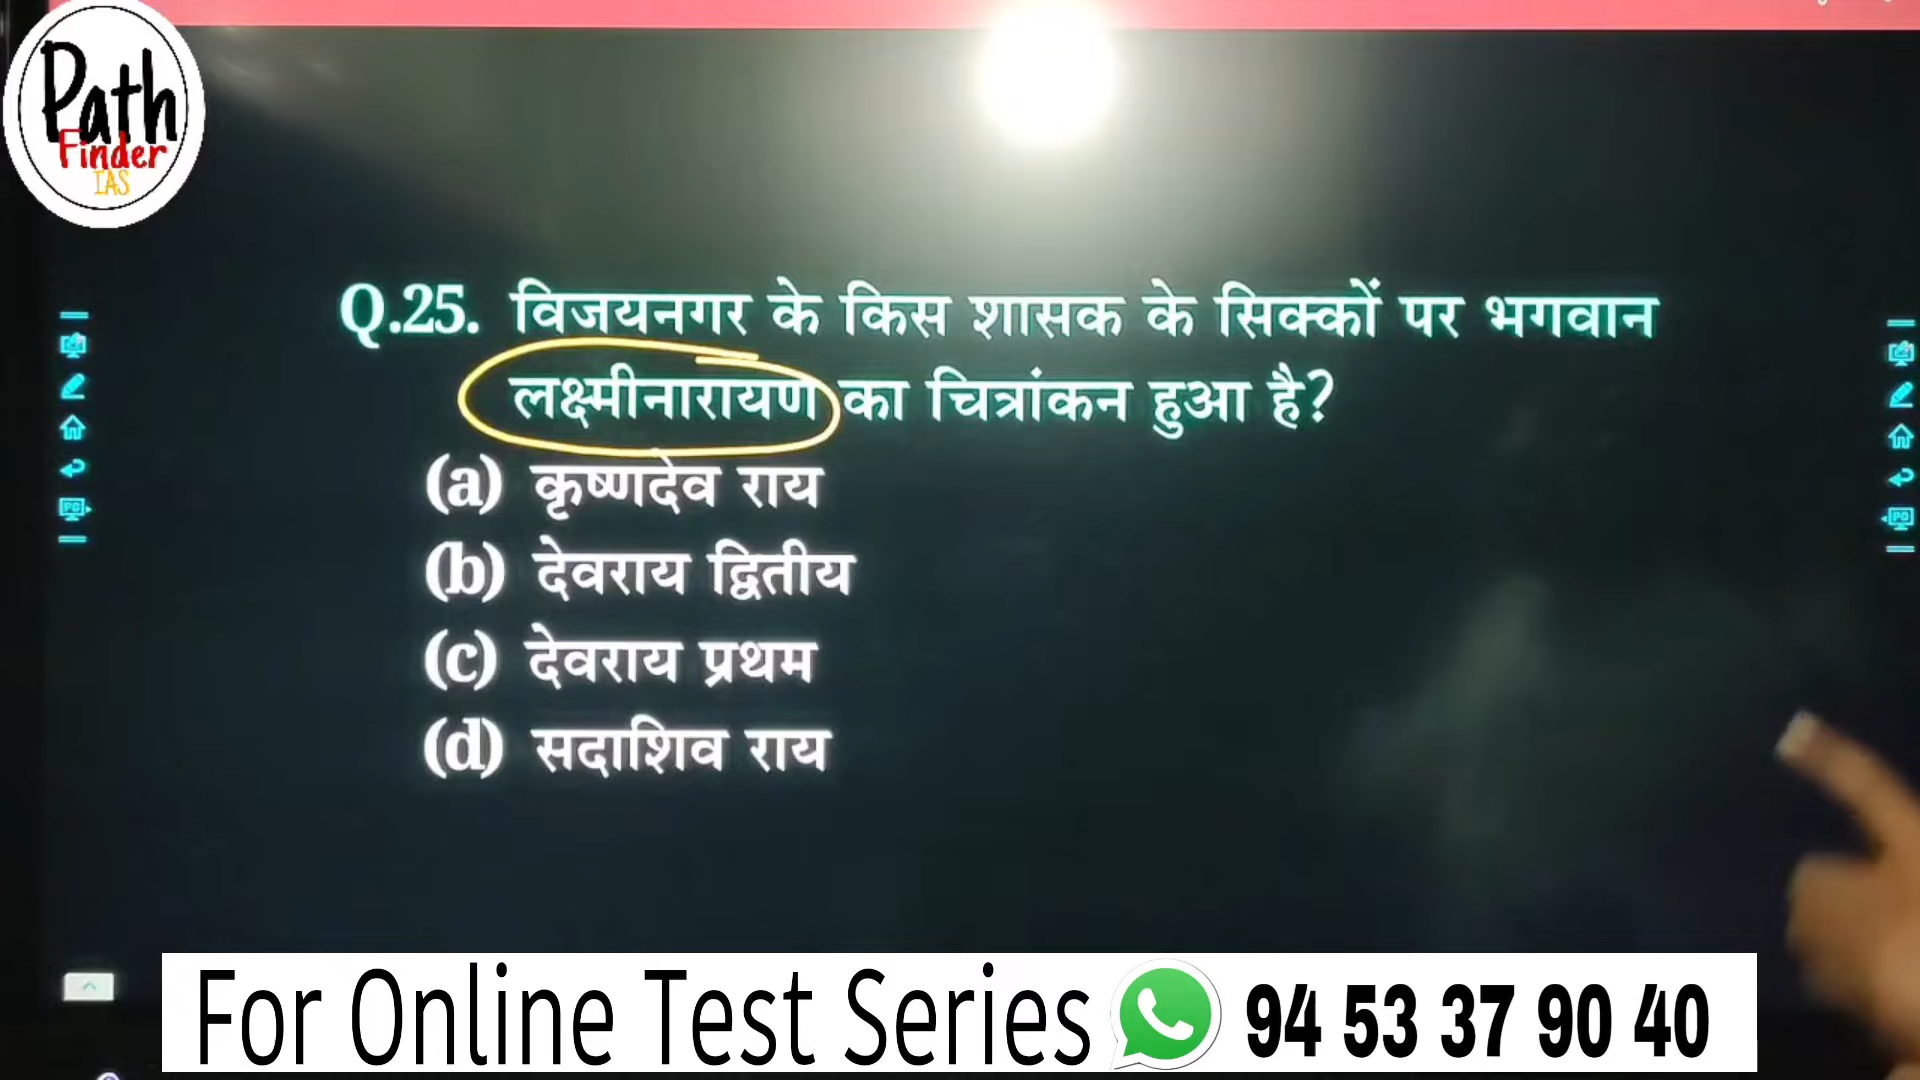 Path
Finder
IAS
Q.25. विजयनगर के किस शासक के सिक्कों पर भगवान
लक्ष्मीनारायण का चित्रांकन हुआ है?
(a) कृष्णदेव राय
(b) देवराय द्वितीय
(c) देवराय प्रथम
(d) सदाशिव राय
For Online Test Series 94 53 37 90 40